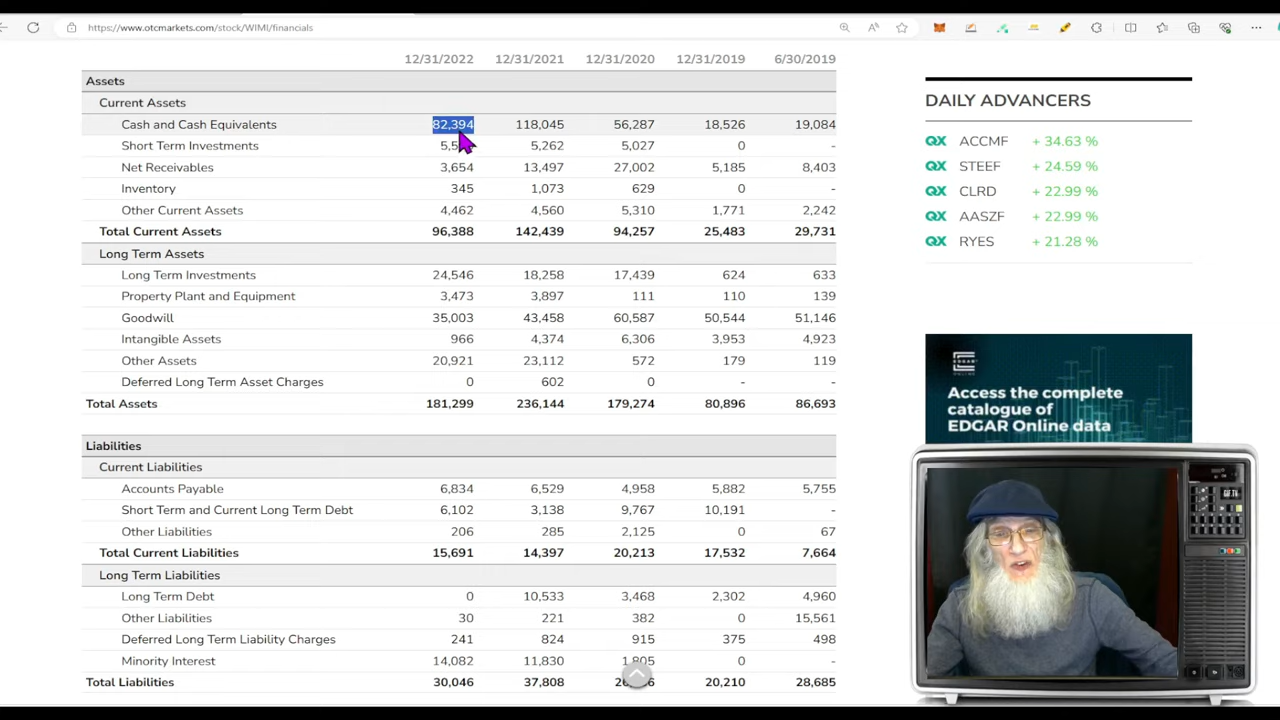 https://www.otcmarkets.com/stock/WIMI/financials
12/31/2022 12/31/2021 12/31/2020 12/31/2019 6/30/2019
Assets
Current Assets
Cash and Cash Equivalents 82,394 118,045 56,287 18,526 19,084
Short Term Investments 5,262 5,027 0 -
Net Receivables 3,654 13,497 27,002 5,185 8,403
Inventory 345 1,073 629 0 -
Other Current Assets 4,462 4,560 5,310 1,771 2,242
Total Current Assets 96,388 142,439 94,257 25,483 29,731
Long Term Assets
Long Term Investments 24,546 18,258 17,439 624 633
Property Plant and Equipment 3,473 3,897 111 110 139
Goodwill 35,003 43,458 60,587 50,544 51,146
Intangible Assets 966 4,374 6,306 3,953 4,923
Other Assets 20,921 23,112 572 179 119
Deferred Long Term Asset Charges 0 602 0 - -
Total Assets 181,299 236,144 179,274 80,896 86,693
Liabilities
Current Liabilities
Accounts Payable 6,834 6,529 4,958 5,882 5,755
Short Term and Current Long Term Debt 6,102 3,138 9,767 10,191 -
Other Liabilities 206 285 2,125 0 67
Total Current Liabilities 15,691 14,397 20,213 17,532 7,664
Long Term Liabilities
Long Term Debt 0 10,533 3,468 2,302 4,960
Other Liabilities 30 221 382 0 15,561
Deferred Long Term Liability Charges 241 824 915 375 498
Minority Interest 14,082 11,830 1,805 0 -
Total Liabilities 30,046 37,808 20,210 28,685
DAILY ADVANCERS
QX ACCMF + 34.63 %
QX STEEF + 24.59 %
QX CLRD + 22.99 %
QX AASZF + 22.99 %
QX RYES + 21.28 %
Access the complete
catalogue of
EDGAR Online data
GIF.TV